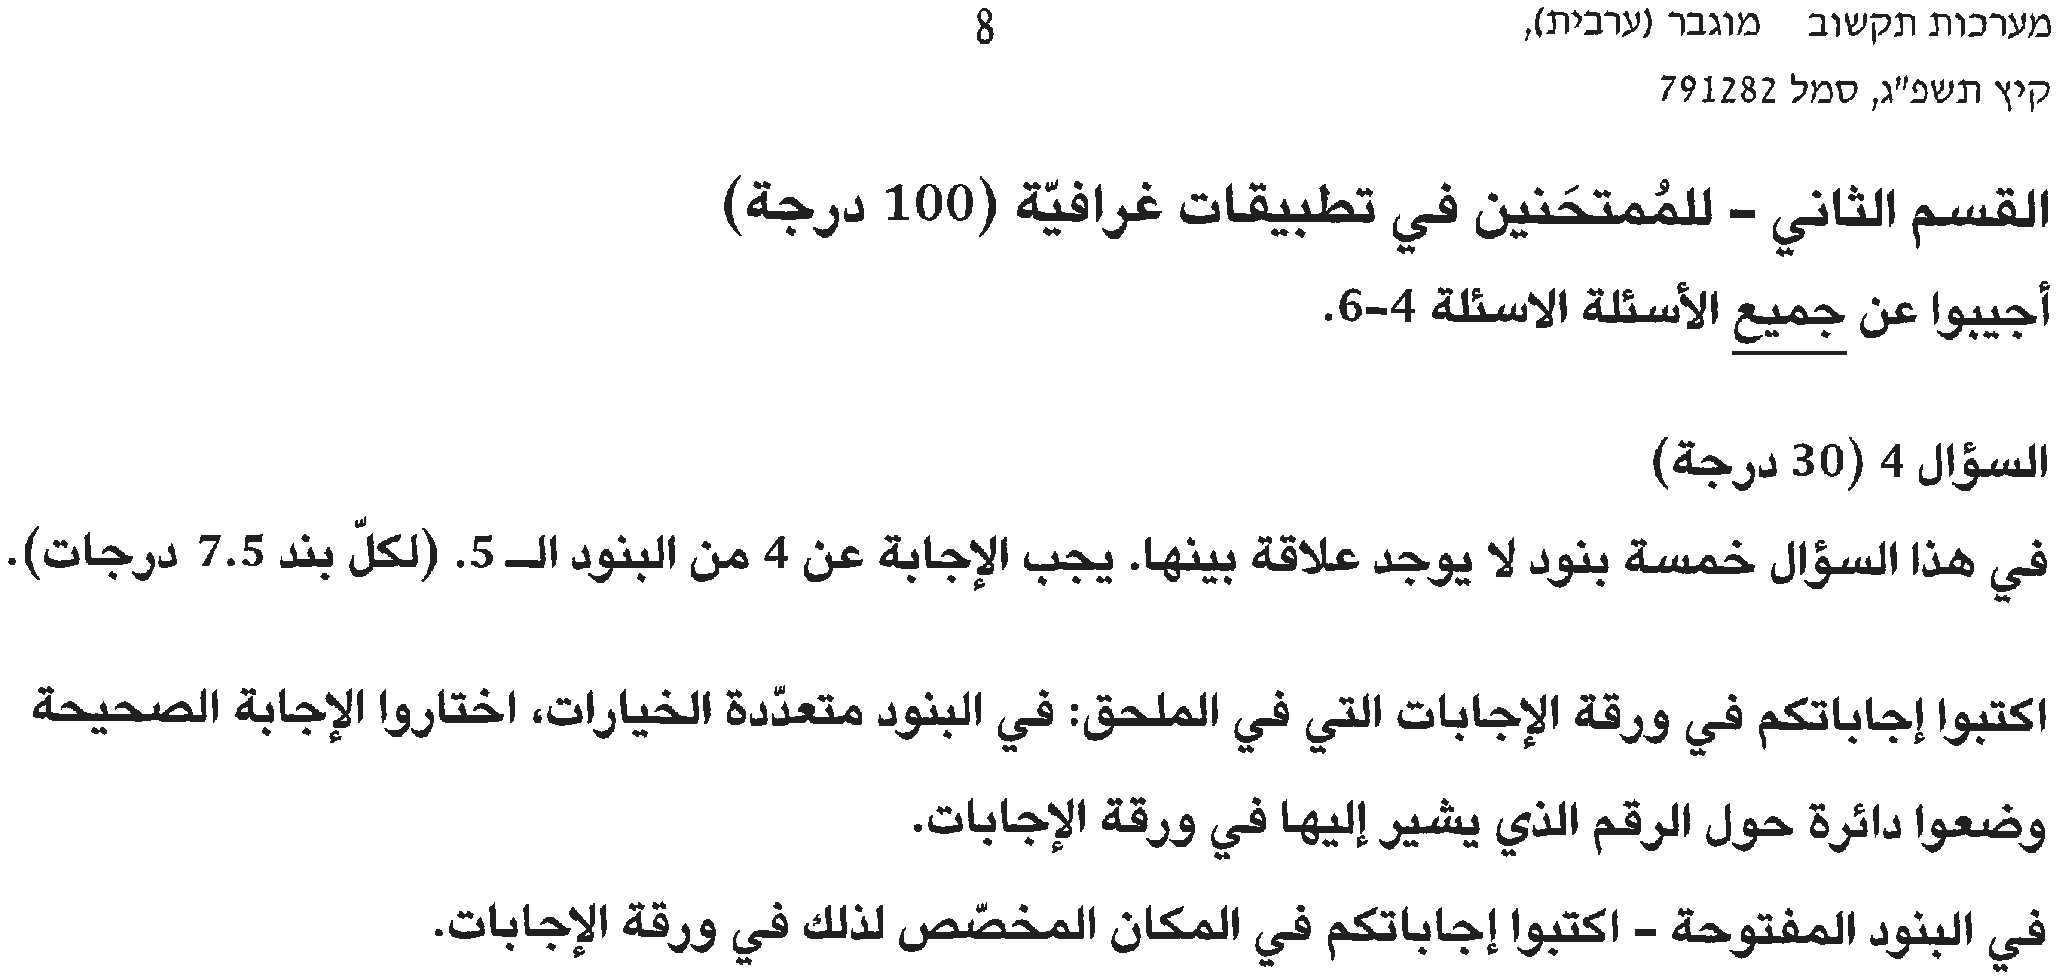 מערכות תקשוב מוגבר (ערבית),
8
קיץ תשפ"ג, סמל 791282
القسم الثاني – للمُمتحَنين في تطبيقات غرافيّة (100 درجة)
أجيبوا عن جميع الأسئلة الاسئلة 4–6.
السؤال 4 (30 درجة)
في هذا السؤال خمسة بنود لا يوجد علاقة بينها. يجب الإجابة عن 4 من البنود الـ 5. (لكلّ بند 7.5 درجات).
اكتبوا إجاباتكم في ورقة الإجابات التي في الملحق: في البنود متعدّدة الخيارات، اختاروا الإجابة الصحيحة
وضعوا دائرة حول الرقم الذي يشير إليها في ورقة الإجابات.
في البنود المفتوحة – اكتبوا إجاباتكم في المكان المخصّص لذلك في ورقة الإجابات.